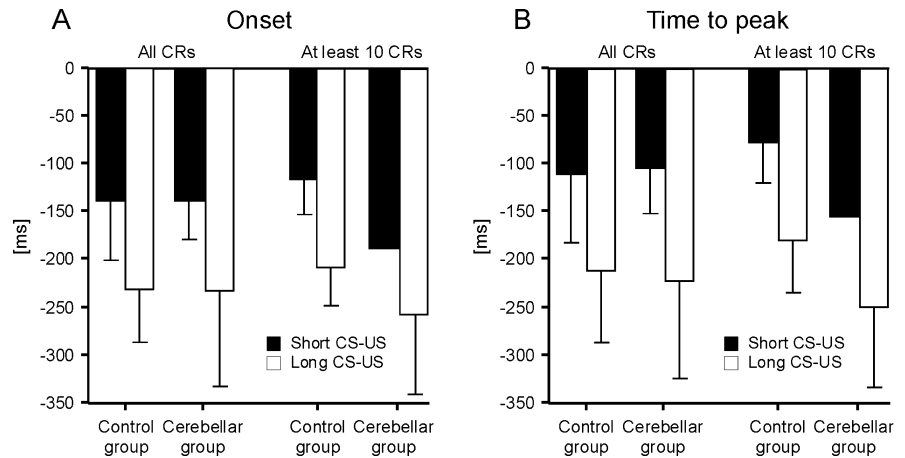 A
Onset
All CRs
At least 10 CRs
0
-50
-100
-150
-200
-250
-300
-350
[ms]
Short CS-US
Long CS-US
Control group
Cerebellar group
Control group
Cerebellar group
B
Time to peak
All CRs
At least 10 CRs
0
-50
-100
-150
-200
-250
-300
-350
[ms]
Short CS-US
Long CS-US
Control group
Cerebellar group
Control group
Cerebellar group